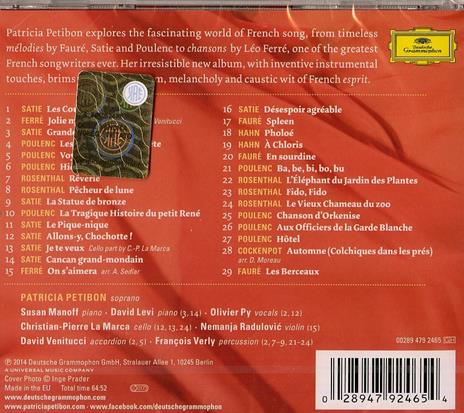 Patricia Petibon explores the fascinating world of French song, from timeless
mélodies by Fauré, Satie and Poulenc to chansons by Léo Ferré, one of the greatest
French songwriters ever. Her irresistible new album, with inventive instrumental
touches, brims melancholy and caustic wit of French esprit.
Deutsche
Grammophon
1 SATIE Les
2 FERRÉ Jolie Venitucci
3 SATIE Grande
4 POULENC Les
5 POULENC
6 POULENC
7 ROSENTHAL Rêverie
8 ROSENTHAL Pêcheur de lune
9 SATIE La Statue de bronze
10 POULENC La Tragique Histoire du petit René
11 SATIE Le Pique-nique
12 SATIE Allons-y, Chochotte !
13 SATIE Je te veux Cello part by C.-P. La Marca
14 SATIE Cancan grand-mondain
15 FERRÉ On s'aimera arr. A. Sedlar
16 SATIE Désespoir agréable
17 FAURÉ Spleen
18 HAHN Pholoé
19 HAHN À Chloris
20 FAURÉ En sourdine
21 POULENC Ba, be, bi, bo, bu
22 ROSENTHAL L'Éléphant du Jardin des Plantes
23 ROSENTHAL Fido, Fido
24 ROSENTHAL Le Vieux Chameau du zoo
25 POULENC Chanson d'Orkenise
26 POULENC Aux Officiers de la Garde Blanche
27 POULENC Hôtel
28 COCKENPOT Automne (Colchiques dans les prés)
arr. D. Moreau
29 FAURÉ Les Berceaux
PATRICIA PETIBON soprano
Susan Manoff piano · David Levi piano (3, 14) · Olivier Py vocals (2, 12)
Christian-Pierre La Marca cello (12, 13, 24) · Nemanja Radulović violin (15)
David Venitucci accordion (2, 5) · François Verly percussion (2, 7–9, 21–24)
℗ 2014 Deutsche Grammophon GmbH, Stralauer Allee 1, 10245 Berlin
A UNIVERSAL MUSIC COMPANY
Cover Photo © Inge Prader
Made in the EU Total time 64:52
www.patriciapetibon.com · www.facebook.com/deutschegrammophon
00289 479 2465
0 28947 92465 4